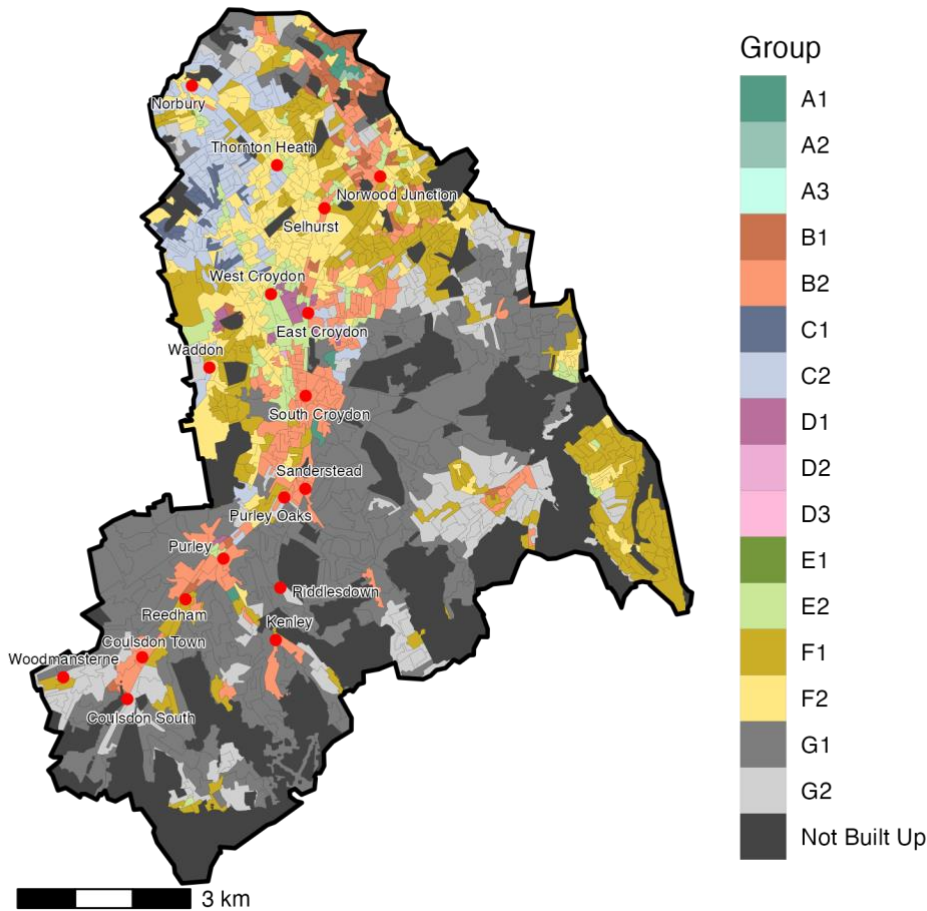 Norbury
Thornton Heath
Norwood Junction
Selhurst
West Croydon
East Croydon
Waddon
South Croydon
Sanderstead
Purley Oaks
Purley
Riddlesdown
Reedham
Kenley
Coulsdon Town
Woodmansterne
Coulsdon South
3 km
Group
A1
A2
A3
B1
B2
C1
C2
D1
D2
D3
E1
E2
F1
F2
G1
G2
Not Built Up